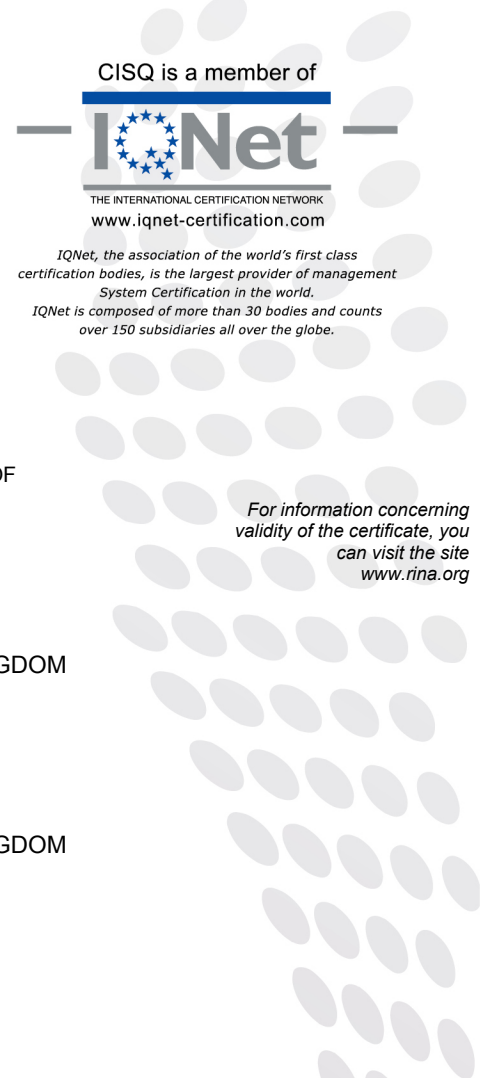 CISQ is a member of
IQNet
THE INTERNATIONAL CERTIFICATION NETWORK
www.iqnet-certification.com
IQNet, the association of the world's first class
certification bodies, is the largest provider of management
System Certification in the world.
IQNet is composed of more than 30 bodies and counts
over 150 subsidiaries all over the globe.
OF
For information concerning
validity of the certificate, you
can visit the site
www.rina.org
GDOM
GDOM